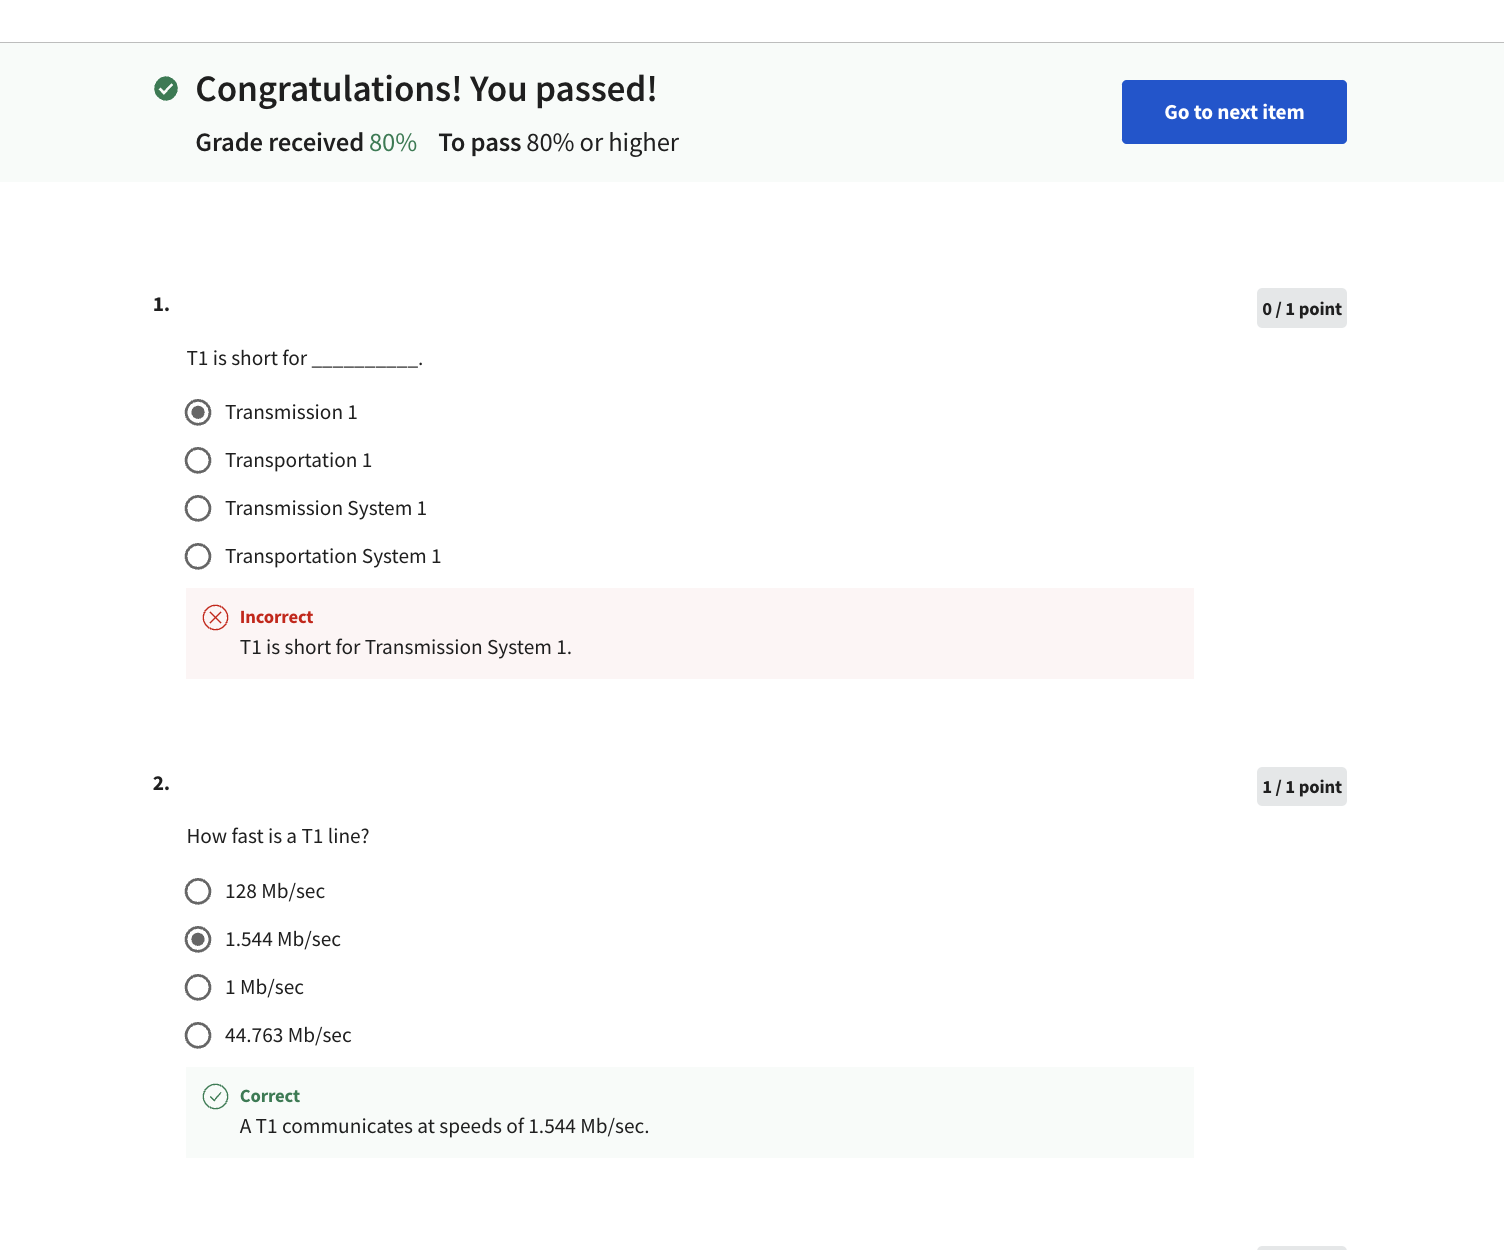 Congratulations! You passed!
Grade received 80% To pass 80% or higher
Go to next item
1.
0 / 1 point
T1 is short for __________.
Transmission 1
Transportation 1
Transmission System 1
Transportation System 1
Incorrect
T1 is short for Transmission System 1.
2.
1 / 1 point
How fast is a T1 line?
128 Mb/sec
1.544 Mb/sec
1 Mb/sec
44.763 Mb/sec
Correct
A T1 communicates at speeds of 1.544 Mb/sec.